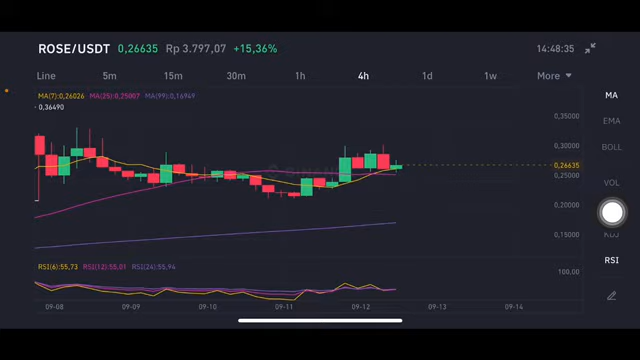 ROSE/USDT 0,26635 Rp 3.797,07 +15,36% 14:48:35
Line 5m 15m 30m 1h 4h 1d 1w More
MA(7):0,26026 MA(25):0,25007 MA(99):0,16949
0,36490
MA
EMA
BOLL
VOL
KDJ
RSI
0,35000
0,30000
0,26635
0,25000
0,20000
0,15000
RSI(6):55,73 RSI(12):55,01 RSI(24):55,94
100,00
09-08 09-09 09-10 09-11 09-12 09-13 09-14